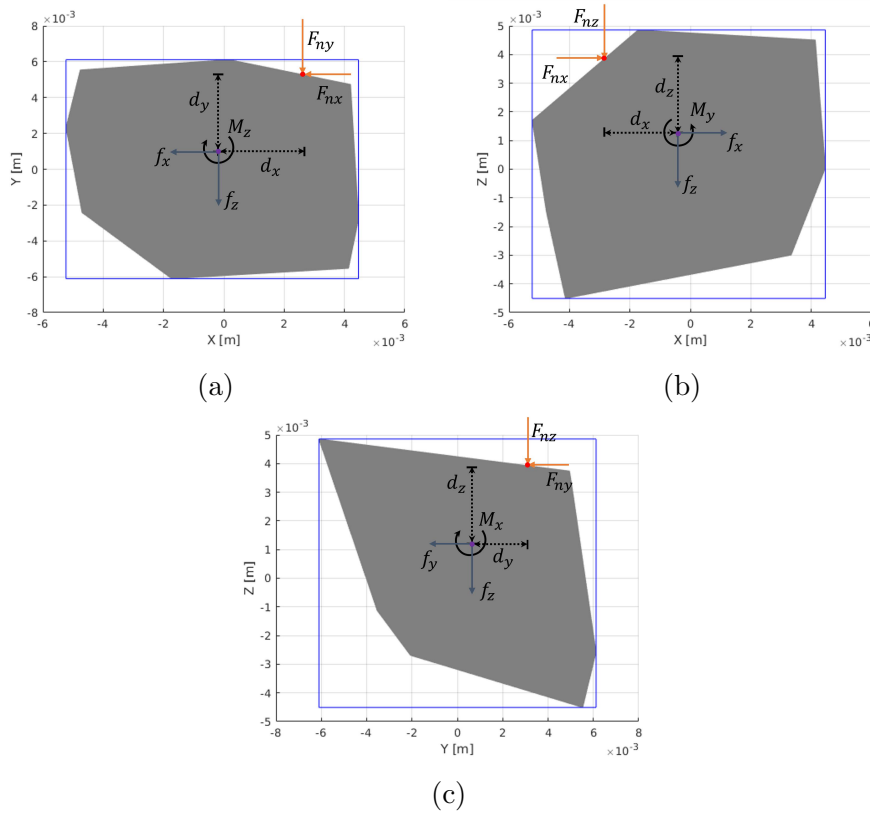 ×10⁻³
8
6
4
2
0
-2
-4
-6
-8
Y [m]
-6
-4
-2
0
2
4
6
X [m]
×10⁻³
F_ny
F_nx
d_y
M_z
d_x
f_x
f_z
(a)
×10⁻³
5
4
3
2
1
0
-1
-2
-3
-4
-5
Z [m]
-6
-4
-2
0
2
4
6
X [m]
×10⁻³
F_nz
F_nx
d_z
M_y
d_x
f_x
f_z
(b)
×10⁻³
5
4
3
2
1
0
-1
-2
-3
-4
-5
Z [m]
-8
-6
-4
-2
0
2
4
6
8
Y [m]
×10⁻³
F_nz
F_ny
d_z
M_x
d_y
f_y
f_z
(c)